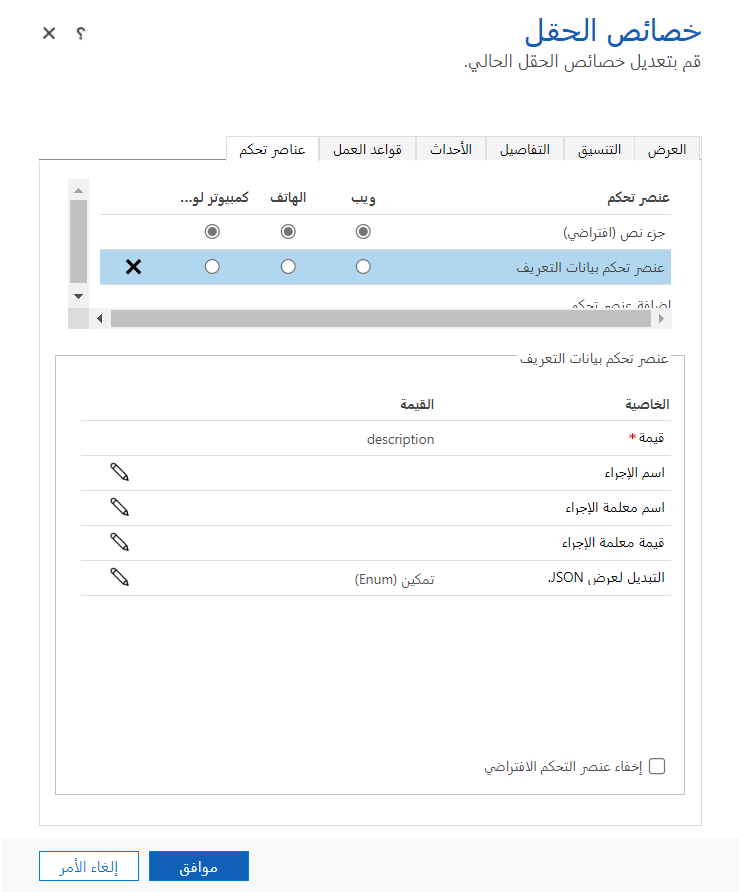 خصائص الحقل
؟
قم بتعديل خصائص الحقل الحالي.
العرض
التنسيق
التفاصيل
الأحداث
قواعد العمل
عناصر تحكم
عنصر تحكم
ويب
الهاتف
كمبيوتر لو...
جزء نص (افتراضي)
عنصر تحكم بيانات التعريف
إضافة عنصر تحكم
عنصر تحكم بيانات التعريف
الخاصية
القيمة
قيمة *
description
اسم الإجراء
اسم معلمة الإجراء
قيمة معلمة الإجراء
التبديل لعرض JSON.
تمكين (Enum)
إخفاء عنصر التحكم الافتراضي
موافق
إلغاء الأمر